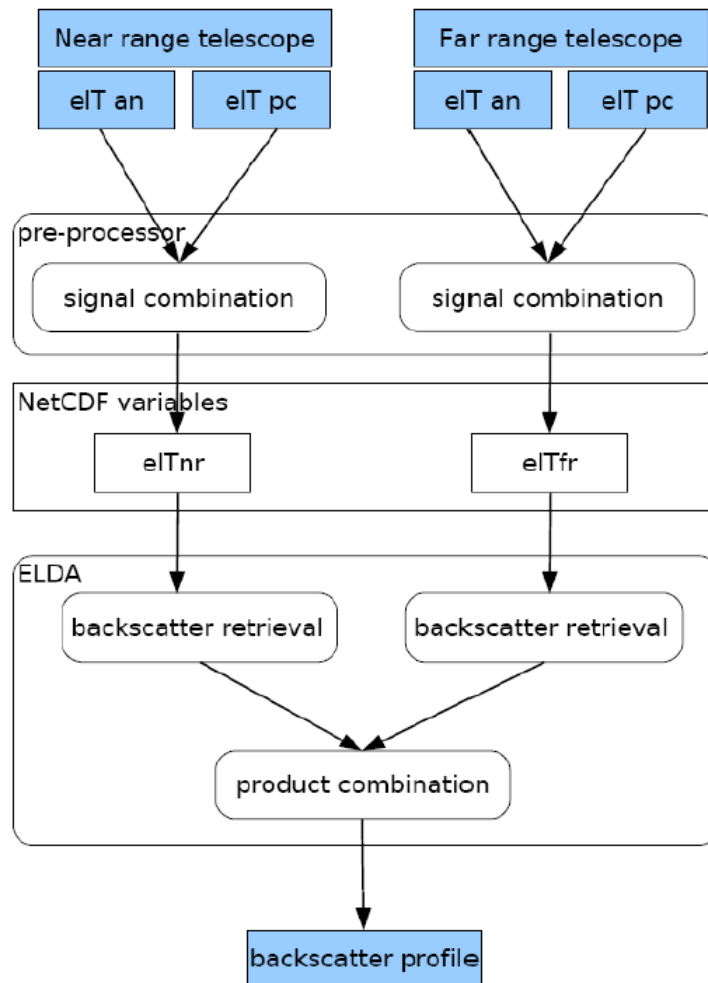 Near range telescope
Far range telescope
elT an
elT pc
elT an
elT pc
pre-processor
signal combination
signal combination
NetCDF variables
elTnr
elTfr
ELDA
backscatter retrieval
backscatter retrieval
product combination
backscatter profile